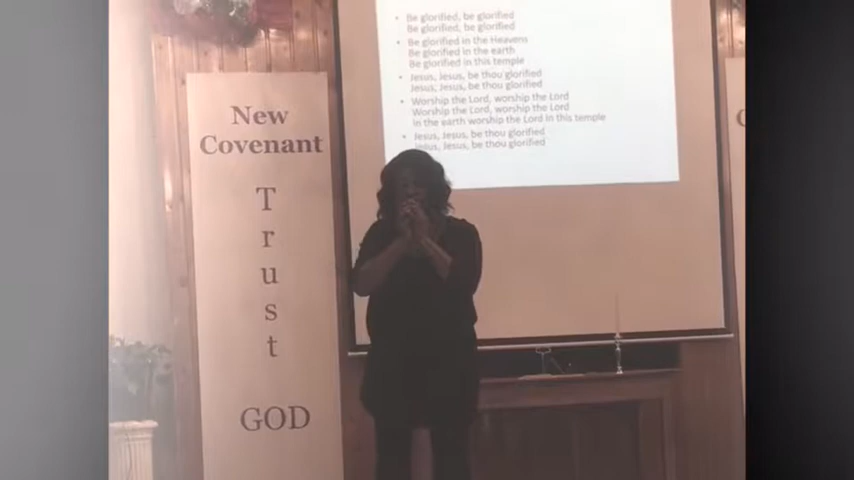 • Be glorified, be glorified
Be glorified, be glorified
• Be glorified in the Heavens
Be glorified in the earth
Be glorified in this temple
• Jesus, Jesus, be thou glorified
Jesus, Jesus, be thou glorified
• Worship the Lord, worship the Lord
Worship the Lord, worship the Lord
In the earth worship the Lord in this temple
• Jesus, Jesus, be thou glorified
Jesus, Jesus, be thou glorified
New
Covenant
T
r
u
s
t
GOD